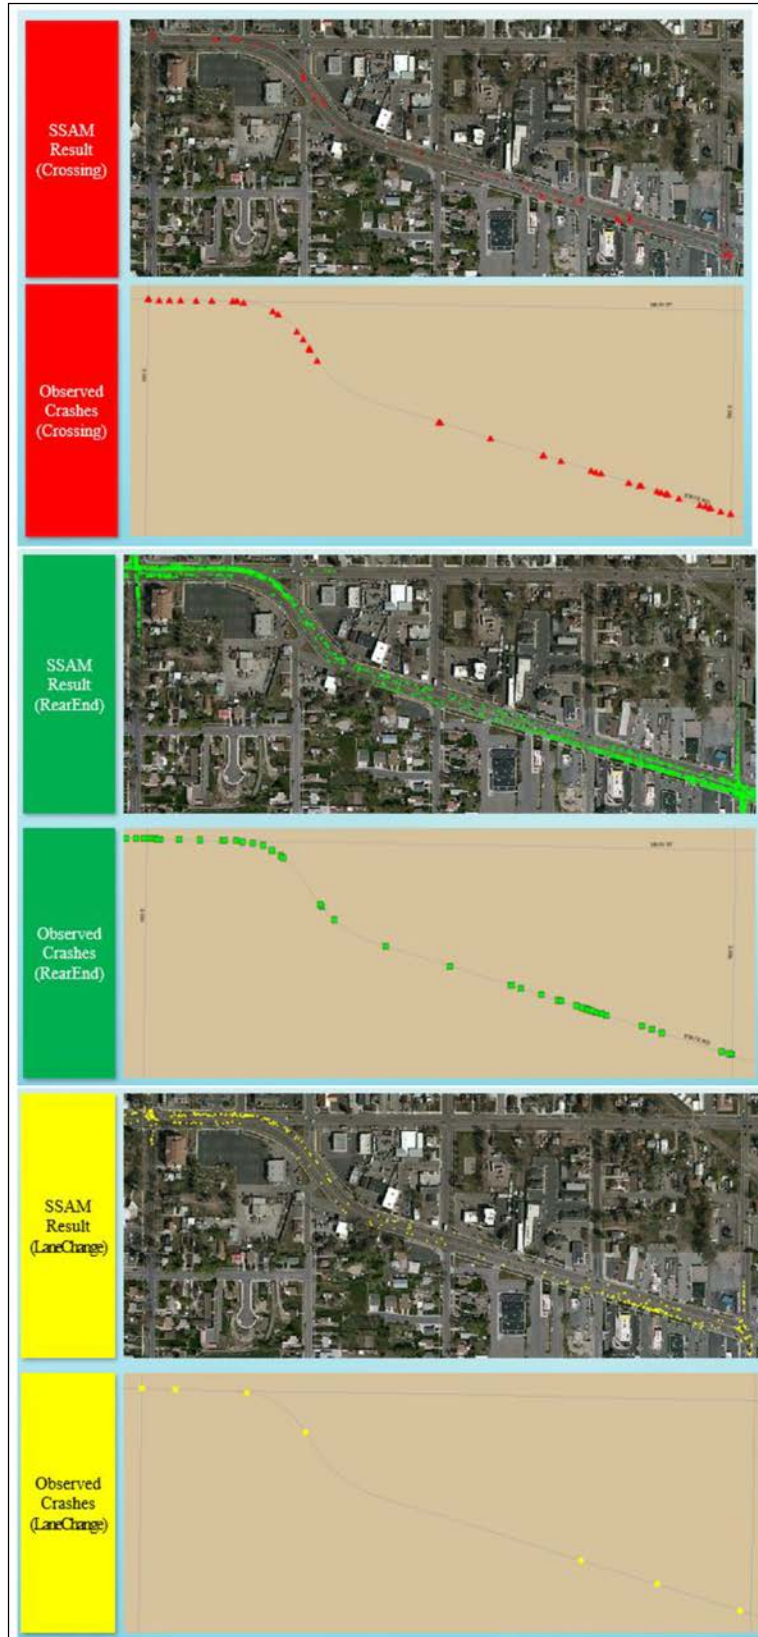 SSAM
Result
(Crossing)
Observed
Crashes
(Crossing)
SSAM
Result
(RearEnd)
Observed
Crashes
(RearEnd)
SSAM
Result
(LaneChange)
Observed
Crashes
(LaneChange)